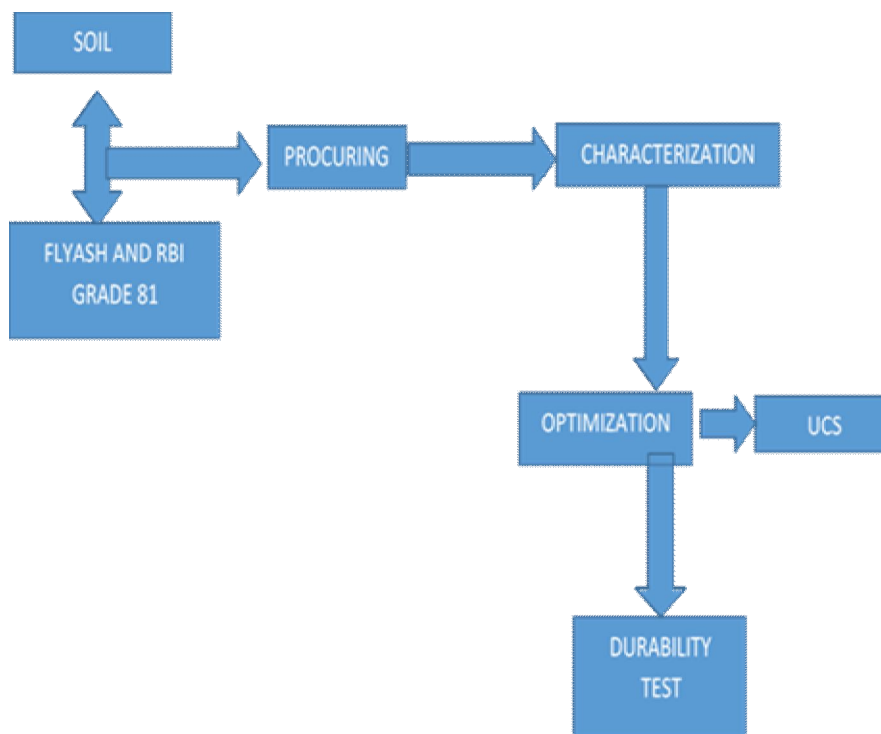 SOIL
PROCURING
CHARACTERIZATION
FLYASH AND RBI
GRADE 81
OPTIMIZATION
UCS
DURABILITY
TEST